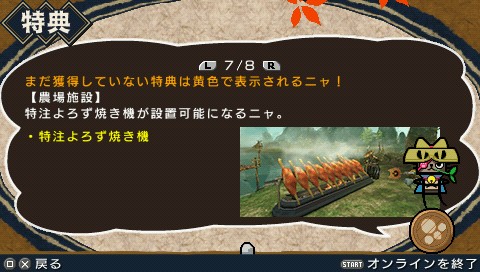 特典
L 7/8 R
まだ獲得していない特典は黄色で表示されるニャ！
【農場施設】
特注よろず焼き機が設置可能になるニャ。
・特注よろず焼き機
戻る
START オンラインを終了